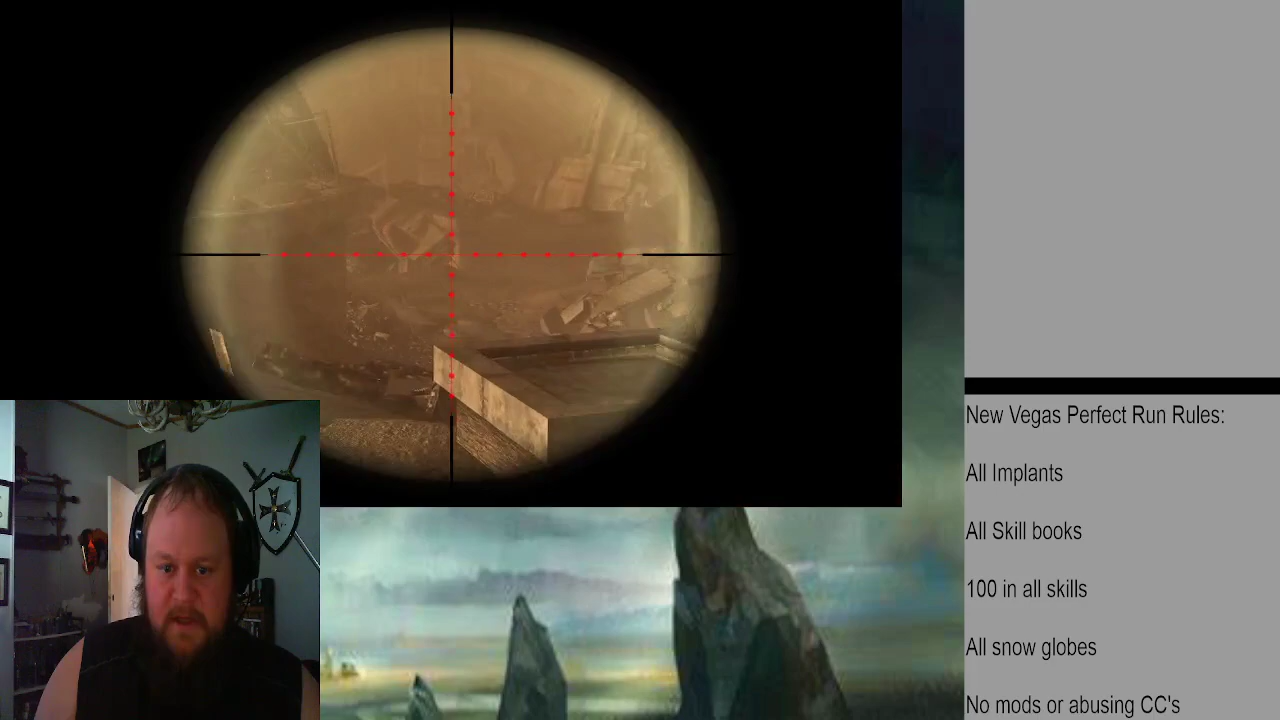 New Vegas Perfect Run Rules:
All Implants
All Skill books
100 in all skills
All snow globes
No mods or abusing CC's